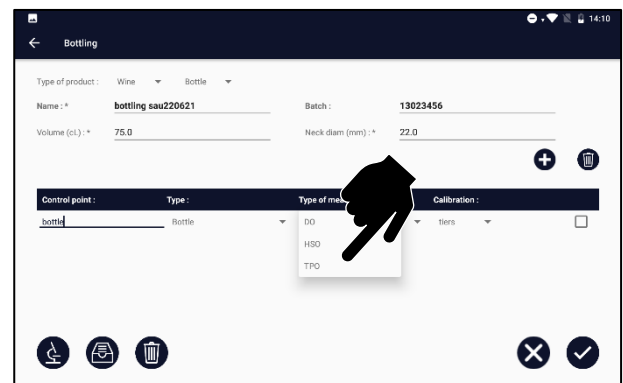 14:10
Bottling
Type of product : Wine Bottle
Name : * bottling sau220621 Batch : 13023456
Volume (cl.) : * 75.0 Neck diam (mm) : * 22.0
Control point : Type : Type of Calibration :
bottle Bottle DO tiers
HSO
TPO